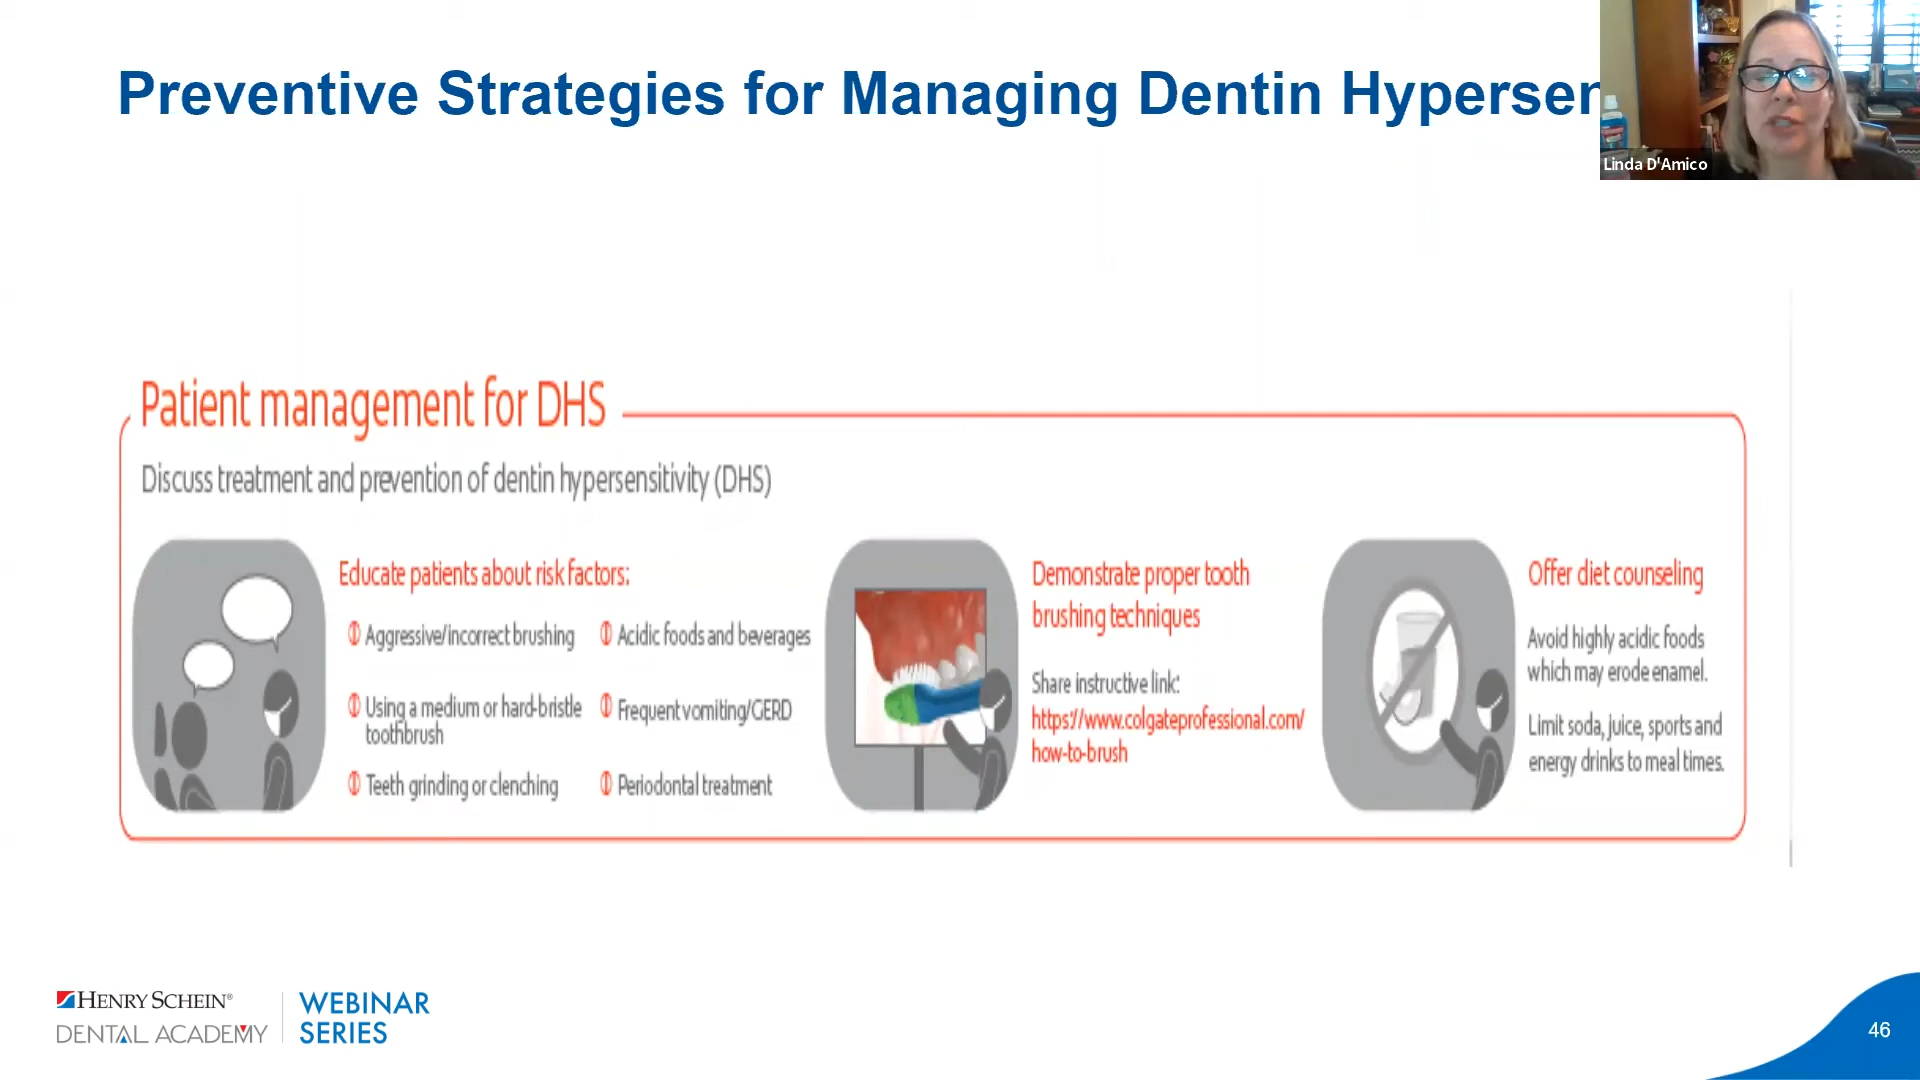 Preventive Strategies for Managing Dentin Hypersen
Linda D'Amico
Patient management for DHS
Discuss treatment and prevention of dentin hypersensitivity (DHS)
Educate patients about risk factors:
Aggressive/incorrect brushing
Using a medium or hard-bristle
toothbrush
Teeth grinding or clenching
Acidic foods and beverages
Frequent vomiting/GERD
Periodontal treatment
Demonstrate proper tooth
brushing techniques
Share instructive link:
https://www.colgateprofessional.com/
how-to-brush
Offer diet counseling
Avoid highly acidic foods
which may erode enamel.
Limit soda, juice, sports and
energy drinks to meal times.
HENRY SCHEIN®
DENTAL ACADEMY
WEBINAR
SERIES
46